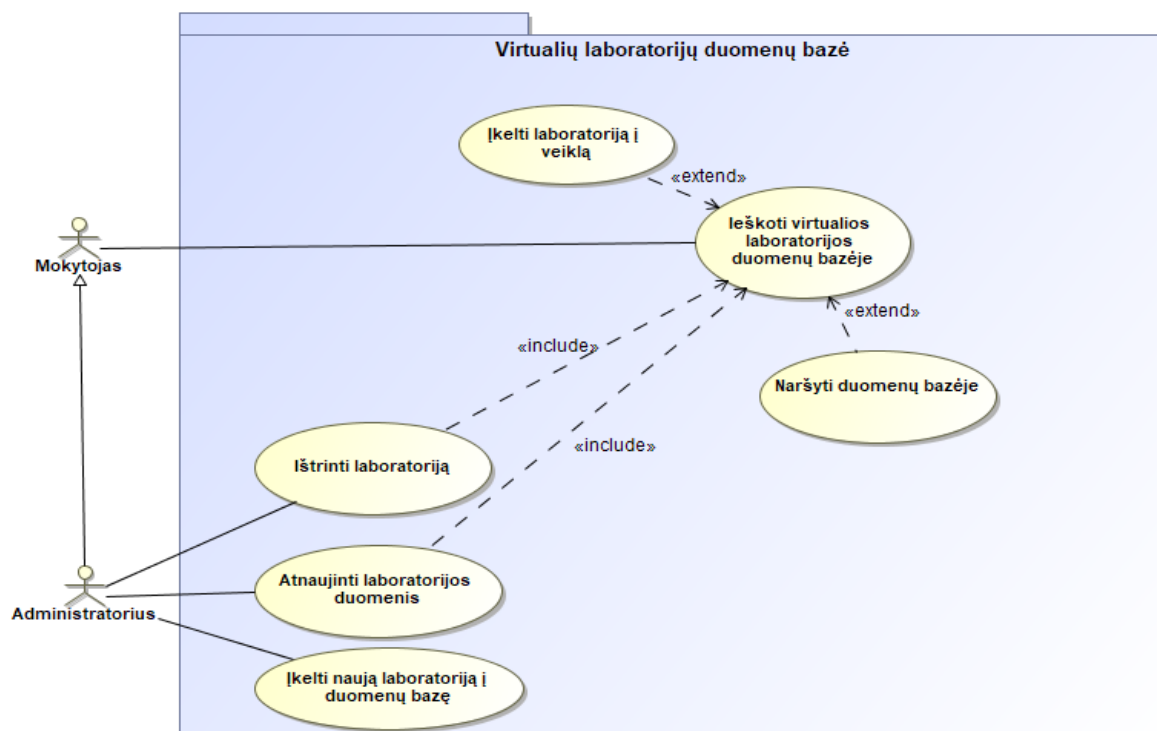 Virtualių laboratorijų duomenų bazė
Įkelti laboratoriją į
veiklą
«extend»
Ieškoti virtualios
laboratorijos
duomenų bazėje
Mokytojas
«extend»
«include»
Naršyti duomenų bazėje
«include»
Ištrinti laboratoriją
Atnaujinti laboratorijos
duomenis
Administratorius
Įkelti naują laboratoriją į
duomenų bazę